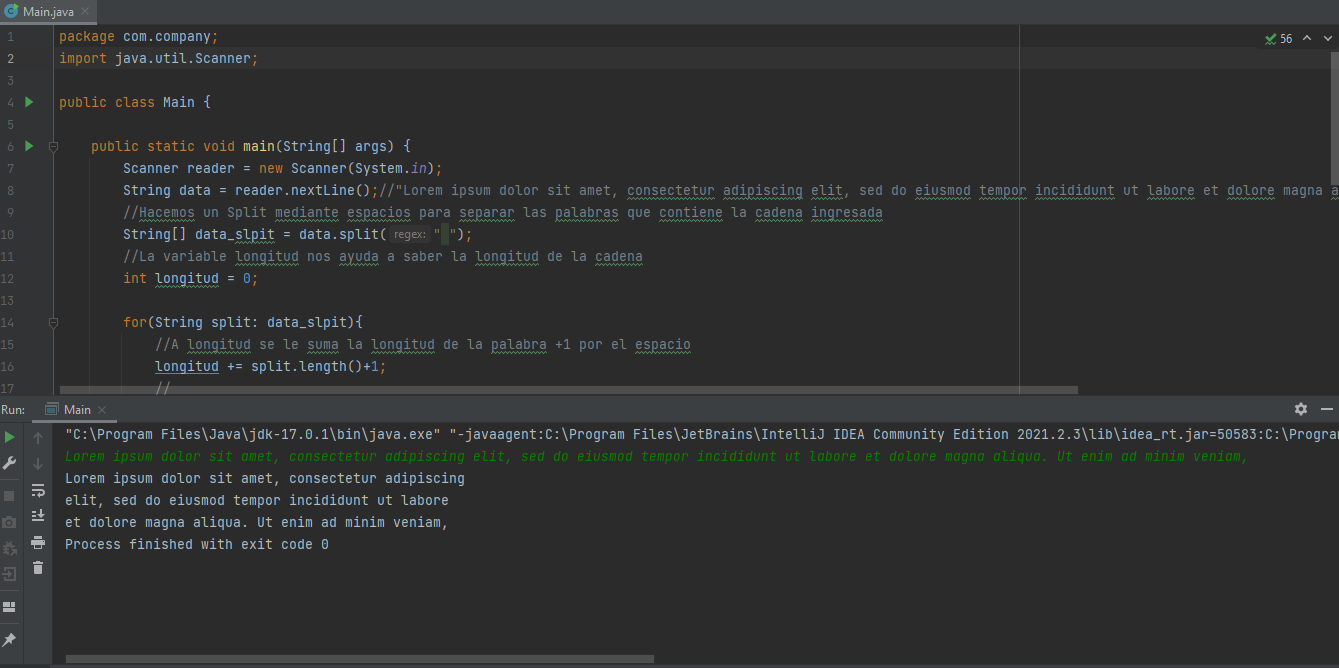 Main.java
1 package com.company;
56
2 import java.util.Scanner;
3
4 public class Main {
5
6 public static void main(String[] args) {
7 Scanner reader = new Scanner(System.in);
8 String data = reader.nextLine();//"Lorem ipsum dolor sit amet, consectetur adipiscing elit, sed do eiusmod tempor incididunt ut labore et dolore magna a
9 //Hacemos un Split mediante espacios para separar las palabras que contiene la cadena ingresada
10 String[] data_slpit = data.split( regex: " ");
11 //La variable longitud nos ayuda a saber la longitud de la cadena
12 int longitud = 0;
13
14 for(String split: data_slpit){
15 //A longitud se le suma la longitud de la palabra +1 por el espacio
16 longitud += split.length()+1;
17 //
Run: Main
"C:\Program Files\Java\jdk-17.0.1\bin\java.exe" "-javaagent:C:\Program Files\JetBrains\IntelliJ IDEA Community Edition 2021.2.3\lib\idea_rt.jar=50583:C:\Program
Lorem ipsum dolor sit amet, consectetur adipiscing elit, sed do eiusmod tempor incididunt ut labore et dolore magna aliqua. Ut enim ad minim veniam,
Lorem ipsum dolor sit amet, consectetur adipiscing
elit, sed do eiusmod tempor incididunt ut labore
et dolore magna aliqua. Ut enim ad minim veniam,
Process finished with exit code 0